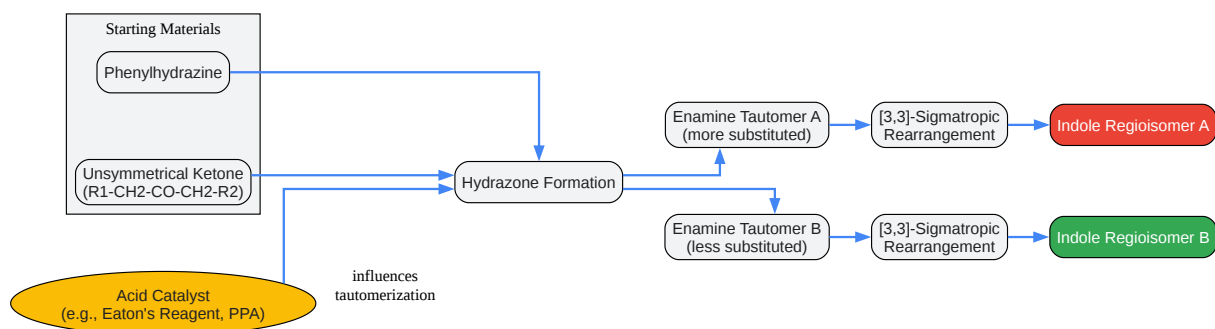 Starting Materials
Phenylhydrazine
Unsymmetrical Ketone
(R1-CH2-CO-CH2-R2)
Acid Catalyst
(e.g., Eaton's Reagent, PPA)
influences
tautomerization
Hydrazone Formation
Enamine Tautomer A
(more substituted)
[3,3]-Sigmatropic
Rearrangement
Indole Regioisomer A
Enamine Tautomer B
(less substituted)
[3,3]-Sigmatropic
Rearrangement
Indole Regioisomer B